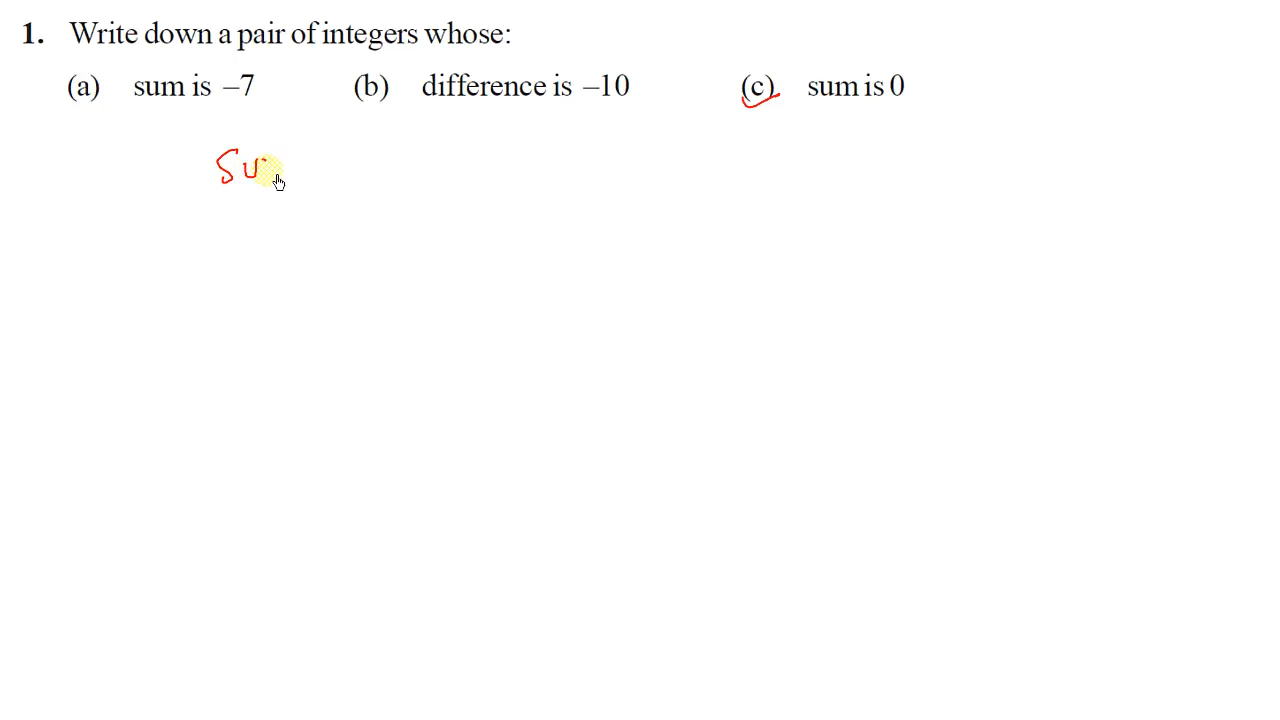 1. Write down a pair of integers whose:
(a) sum is –7 (b) difference is –10 (c) sum is 0
Su